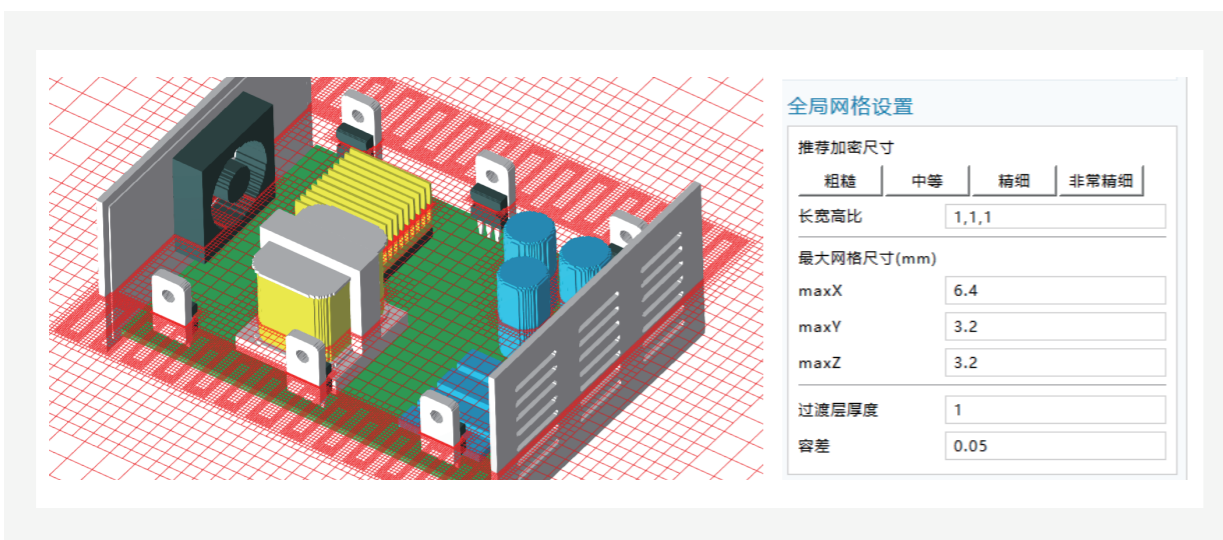 全局网格设置
推荐加密尺寸
粗糙 中等 精细 非常精细
长宽高比 1,1,1
最大网格尺寸(mm)
maxX 6.4
maxY 3.2
maxZ 3.2
过渡层厚度 1
容差 0.05